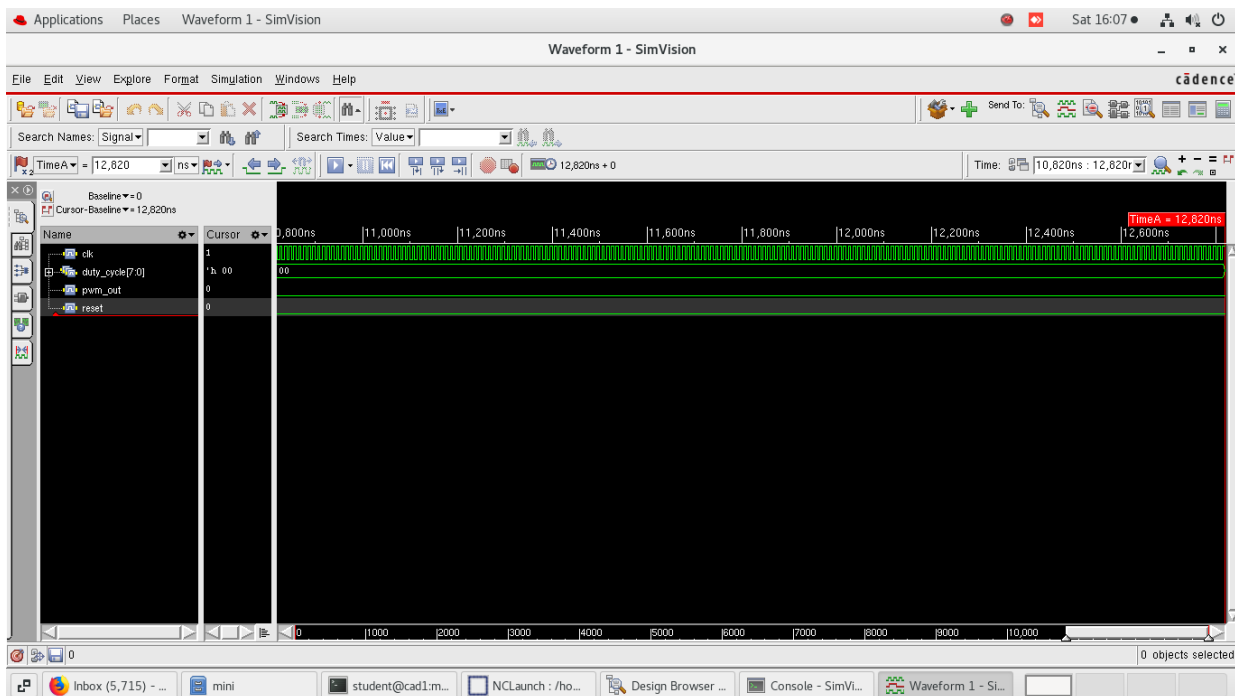 Applications Places Waveform 1 - SimVision Sat 16:07
Waveform 1 - SimVision
File Edit View Explore Format Simulation Windows Help cādence
Send To:
Search Names: Signal Search Times: Value
TimeA = 12,820 ns 12,820ns + 0 Time: 10,820ns : 12,820r
Baseline = 0
Cursor-Baseline = 12,820ns
TimeA = 12,820ns
Name Cursor 0,800ns 11,000ns 11,200ns 11,400ns 11,600ns 11,800ns 12,000ns 12,200ns 12,400ns 12,600ns
clk 1
duty_cycle[7:0] 'h 00 00
pwm_out 0
reset 0
0 1000 2000 3000 4000 5000 6000 7000 8000 9000 10,000
0 0 objects selected
Inbox (5,715) - ... mini student@cad1:m... NCLaunch : /ho... Design Browser ... Console - SimVi... Waveform 1 - Si...